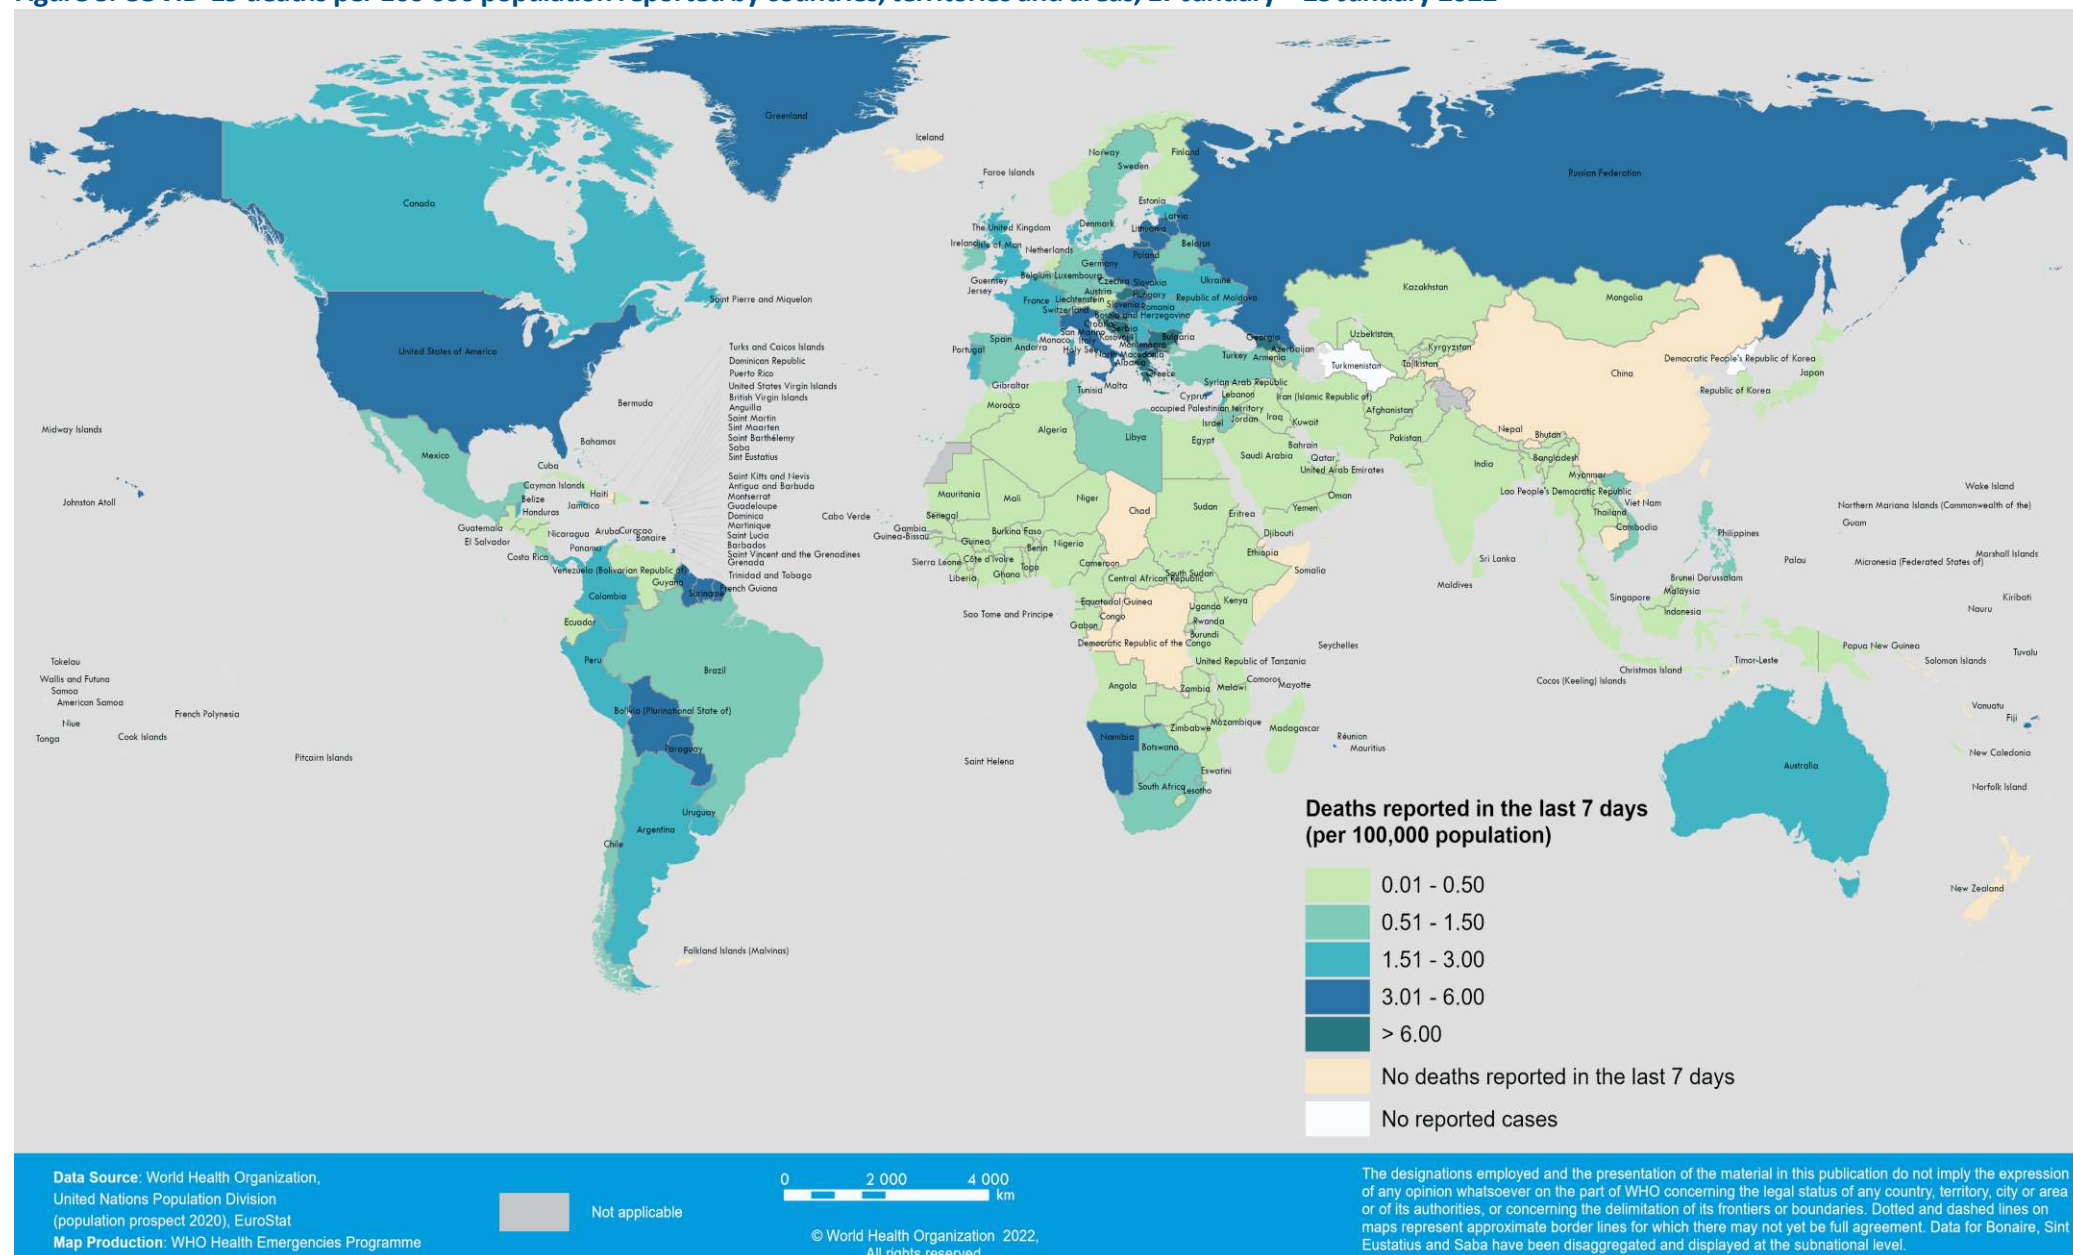 Greenland
Iceland
Faroe Islands
Norway
Sweden
Finland
Russian Federation
Canada
Estonia
Latvia
Lithuania
Denmark
The United Kingdom
Ireland
Isle of Man
Netherlands
Belarus
Poland
Germany
Belgium
Luxembourg
Guernsey
Jersey
Czechia
Slovakia
Ukraine
Austria
Hungary
Republic of Moldova
France
Liechtenstein
Switzerland
Slovenia
Romania
Bosnia and Herzegovina
Croatia
Serbia
San Marino
Monaco
Italy
Kosovo[1]
Bulgaria
Montenegro
Spain
Andorra
Holy See
North Macedonia
Albania
Portugal
Greece
Georgia
Azerbaijan
Turkey
Armenia
Kazakhstan
Mongolia
Uzbekistan
Kyrgyzstan
Turkmenistan
Tajikistan
China
Democratic People's Republic of Korea
Japan
Republic of Korea
Saint Pierre and Miquelon
United States of America
Turks and Caicos Islands
Dominican Republic
Puerto Rico
United States Virgin Islands
British Virgin Islands
Anguilla
Saint Martin
Sint Maarten
Saint Barthélemy
Saba
Sint Eustatius
Saint Kitts and Nevis
Antigua and Barbuda
Montserrat
Guadeloupe
Dominica
Martinique
Saint Lucia
Barbados
Saint Vincent and the Grenadines
Grenada
Trinidad and Tobago
French Guiana
Bermuda
Bahamas
Midway Islands
Johnston Atoll
Mexico
Cuba
Cayman Islands
Belize
Haiti
Jamaica
Honduras
Guatemala
El Salvador
Nicaragua
Aruba
Curaçao
Bonaire
Costa Rica
Panama
Venezuela (Bolivarian Republic of)
Guyana
Suriname
Colombia
Ecuador
Peru
Brazil
Bolivia (Plurinational State of)
Paraguay
Uruguay
Argentina
Chile
Falkland Islands (Malvinas)
Tokelau
Wallis and Futuna
Samoa
American Samoa
Niue
Tonga
Cook Islands
French Polynesia
Pitcairn Islands
Gibraltar
Tunisia
Malta
Cyprus
Syrian Arab Republic
Lebanon
occupied Palestinian territory
Israel
Jordan
Iraq
Iran (Islamic Republic of)
Kuwait
Afghanistan
Morocco
Algeria
Libya
Egypt
Saudi Arabia
Bahrain
Qatar
United Arab Emirates
Oman
Yemen
Pakistan
India
Nepal
Bhutan
Bangladesh
Myanmar
Lao People's Democratic Republic
Viet Nam
Thailand
Cambodia
Philippines
Cabo Verde
Mauritania
Mali
Niger
Chad
Sudan
Eritrea
Senegal
Gambia
Guinea-Bissau
Guinea
Burkina Faso
Benin
Nigeria
Djibouti
Ethiopia
Sierra Leone
Côte d'Ivoire
Liberia
Ghana
Togo
Cameroon
Central African Republic
South Sudan
Somalia
Sao Tome and Principe
Equatorial Guinea
Congo
Gabon
Uganda
Kenya
Rwanda
Burundi
Democratic Republic of the Congo
United Republic of Tanzania
Seychelles
Angola
Zambia
Malawi
Comoros
Mayotte
Mozambique
Zimbabwe
Madagascar
Namibia
Botswana
Réunion
Mauritius
Saint Helena
Eswatini
South Africa
Lesotho
Sri Lanka
Maldives
Brunei Darussalam
Malaysia
Singapore
Indonesia
Palau
Wake Island
Northern Mariana Islands (Commonwealth of the)
Guam
Marshall Islands
Micronesia (Federated States of)
Kiribati
Nauru
Papua New Guinea
Timor-Leste
Solomon Islands
Tuvalu
Christmas Island
Cocos (Keeling) Islands
Vanuatu
Fiji
New Caledonia
Australia
Norfolk Island
New Zealand
Deaths reported in the last 7 days
(per 100,000 population)
0.01 - 0.50
0.51 - 1.50
1.51 - 3.00
3.01 - 6.00
> 6.00
No deaths reported in the last 7 days
No reported cases
Data Source: World Health Organization,
United Nations Population Division
(population prospect 2020), EuroStat
Map Production: WHO Health Emergencies Programme
Not applicable
0 2 000 4 000
km
© World Health Organization 2022,
All rights reserved
The designations employed and the presentation of the material in this publication do not imply the expression
of any opinion whatsoever on the part of WHO concerning the legal status of any country, territory, city or area
or of its authorities, or concerning the delimitation of its frontiers or boundaries. Dotted and dashed lines on
maps represent approximate border lines for which there may not yet be full agreement. Data for Bonaire, Sint
Eustatius and Saba have been disaggregated and displayed at the subnational level.